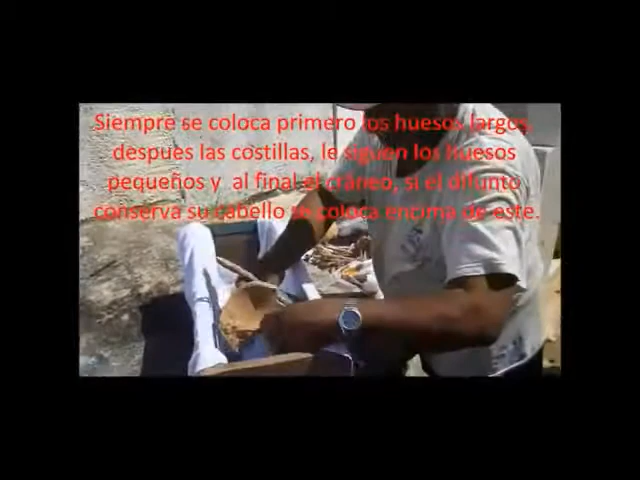 Siempre se coloca primero los huesos largos,
despues las costillas, le siguen los huesos
pequeños y al final el cráneo, si el difunto
conserva su cabello se coloca encima de este.